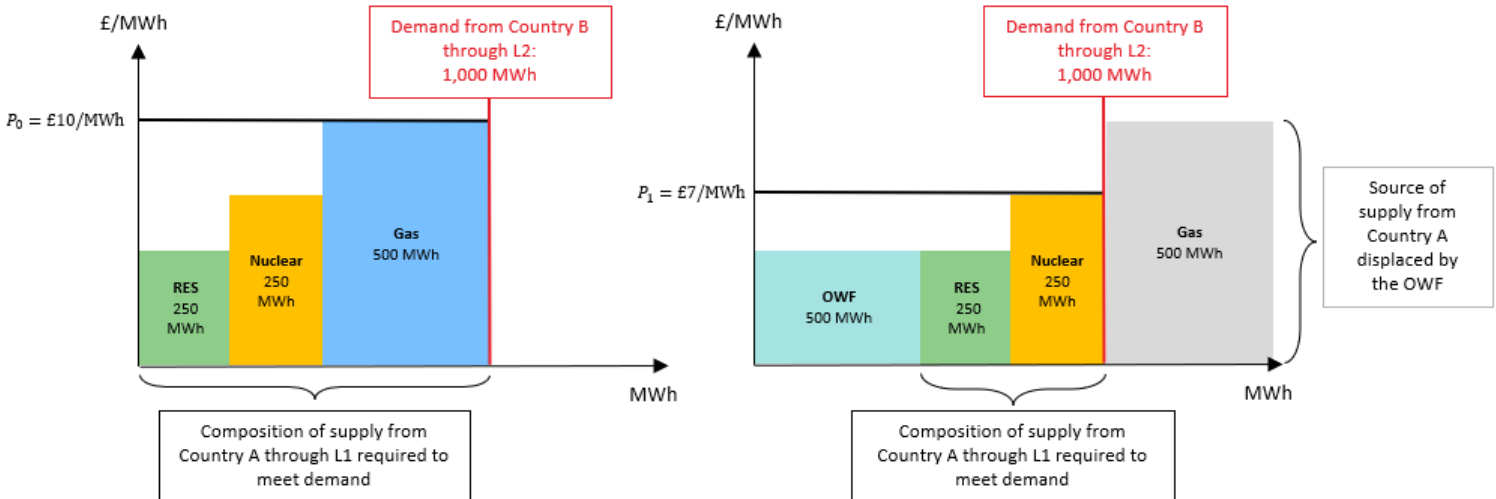 £/MWh
Demand from Country B
through L2:
1,000 MWh
P₀ = £10/MWh
RES
250
MWh
Nuclear
250
MWh
Gas
500 MWh
MWh
Composition of supply from
Country A through L1 required to
meet demand
£/MWh
Demand from Country B
through L2:
1,000 MWh
P₁ = £7/MWh
OWF
500 MWh
RES
250
MWh
Nuclear
250
MWh
Gas
500 MWh
MWh
Source of
supply from
Country A
displaced by
the OWF
Composition of supply from
Country A through L1 required to
meet demand